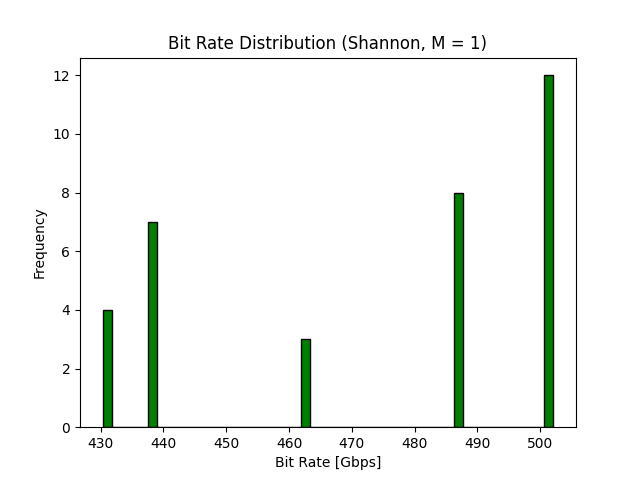 Bit Rate Distribution (Shannon, M = 1)
12
10
8
6
4
2
0
Frequency
430 440 450 460 470 480 490 500
Bit Rate [Gbps]